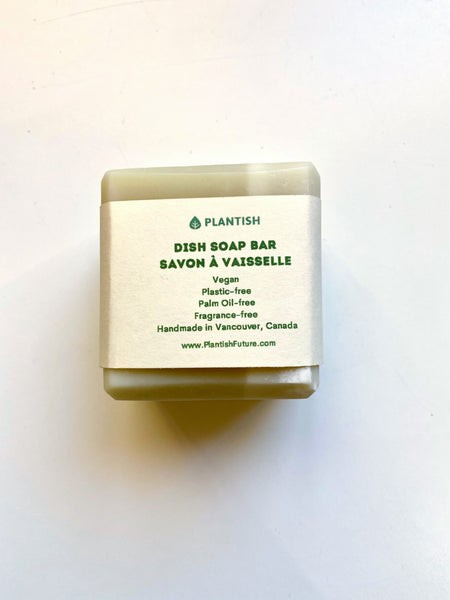 PLANTISH
DISH SOAP BAR
SAVON À VAISSELLE
Vegan
Plastic-free
Palm Oil-free
Fragrance-free
Handmade in Vancouver, Canada
www.PlantishFuture.com